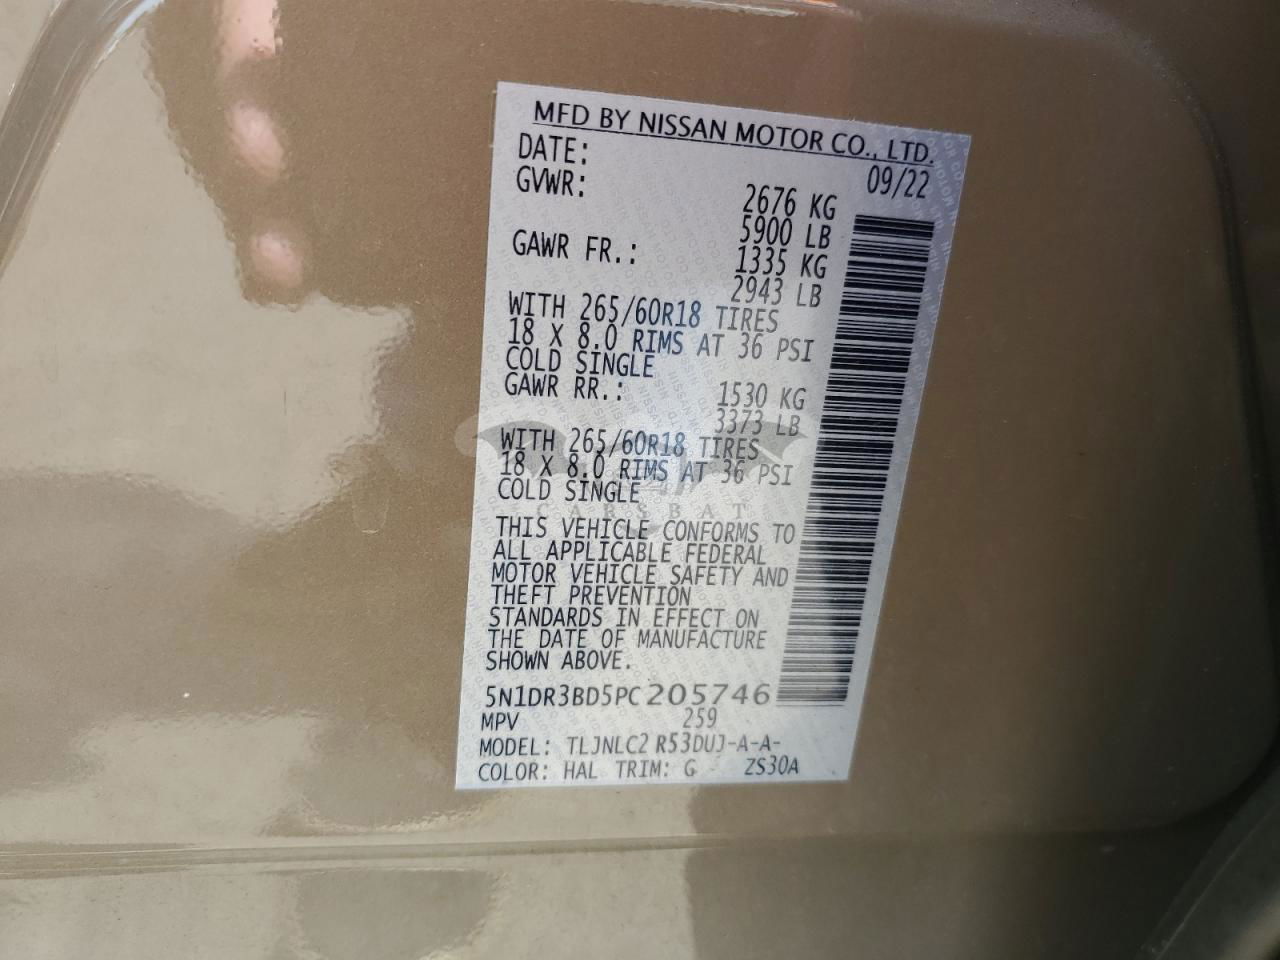 MFD BY NISSAN MOTOR CO., LTD.
DATE: 09/22
GVWR: 2676 KG
5900 LB
GAWR FR.: 1335 KG
2943 LB
WITH 265/60R18 TIRES
18 X 8.0 RIMS AT 36 PSI
COLD SINGLE
GAWR RR.: 1530 KG
3373 LB
WITH 265/60R18 TIRES
18 X 8.0 RIMS AT 36 PSI
COLD SINGLE
CARSBAT
THIS VEHICLE CONFORMS TO
ALL APPLICABLE FEDERAL
MOTOR VEHICLE SAFETY AND
THEFT PREVENTION
STANDARDS IN EFFECT ON
THE DATE OF MANUFACTURE
SHOWN ABOVE.
5N1DR3BD5PC205746
MPV 259
MODEL: TLJNLC2 R53DUJ-A-A-
COLOR: HAL TRIM: G ZS30A